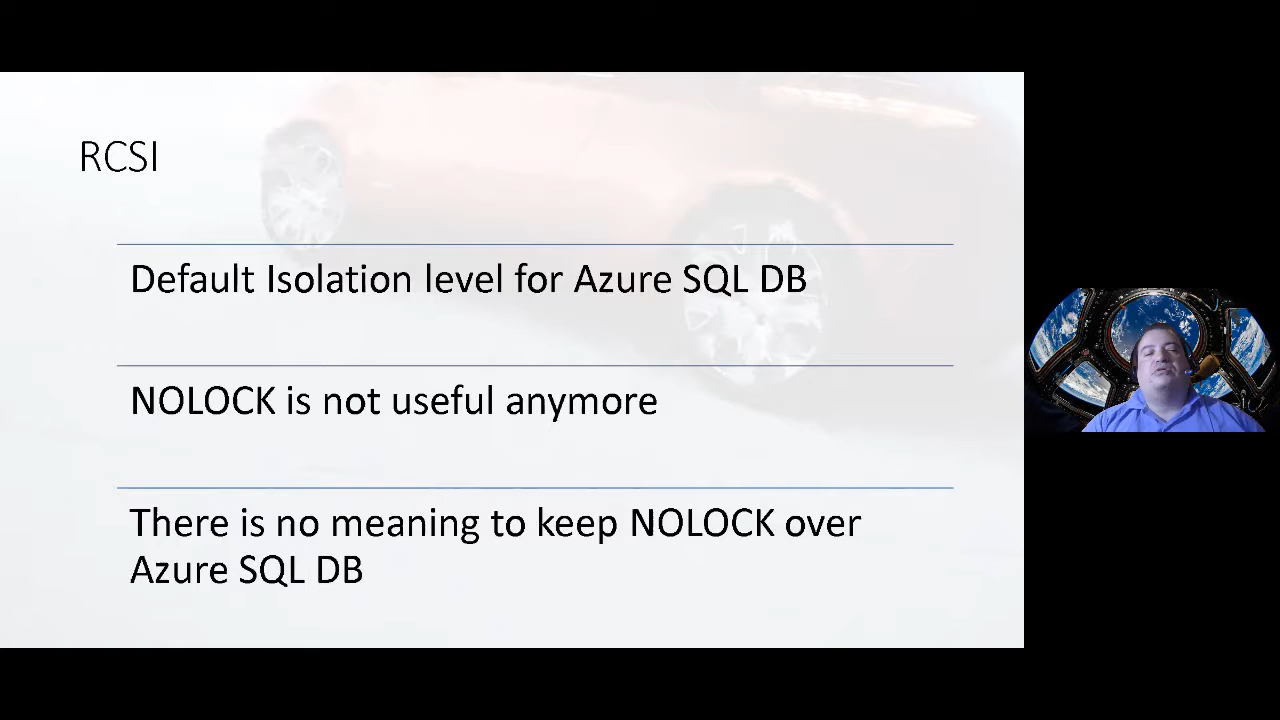 RCSI
Default Isolation level for Azure SQL DB
NOLOCK is not useful anymore
There is no meaning to keep NOLOCK over
Azure SQL DB